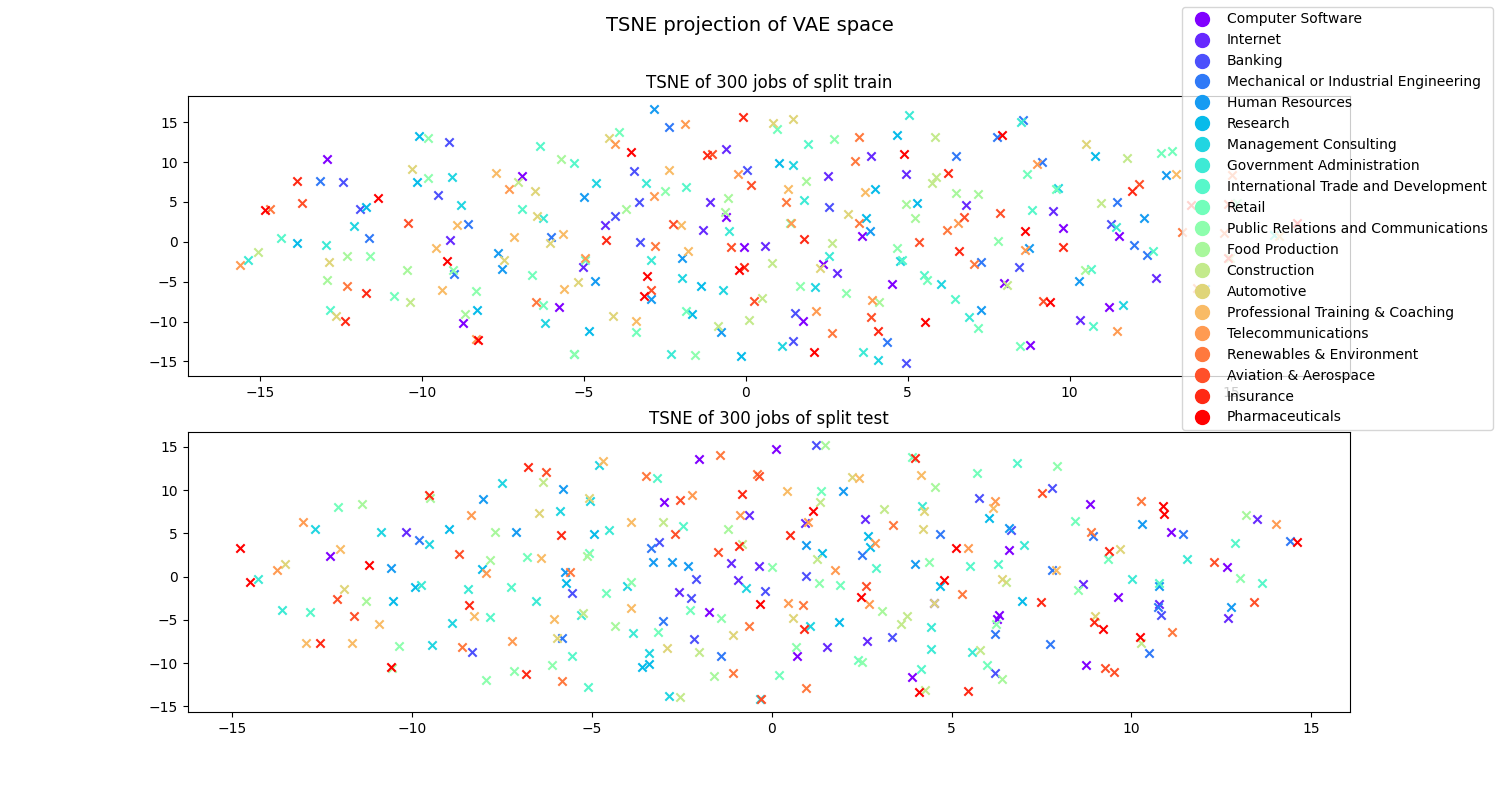 TSNE projection of VAE space
TSNE of 300 jobs of split train
15
10
5
0
−5
−10
−15
−15
−10
−5
0
5
10
15
Computer Software
Internet
Banking
Mechanical or Industrial Engineering
Human Resources
Research
Management Consulting
Government Administration
International Trade and Development
Retail
Public Relations and Communications
Food Production
Construction
Automotive
Professional Training & Coaching
Telecommunications
Renewables & Environment
Aviation & Aerospace
Insurance
Pharmaceuticals
TSNE of 300 jobs of split test
15
10
5
0
−5
−10
−15
−15
−10
−5
0
5
10
15